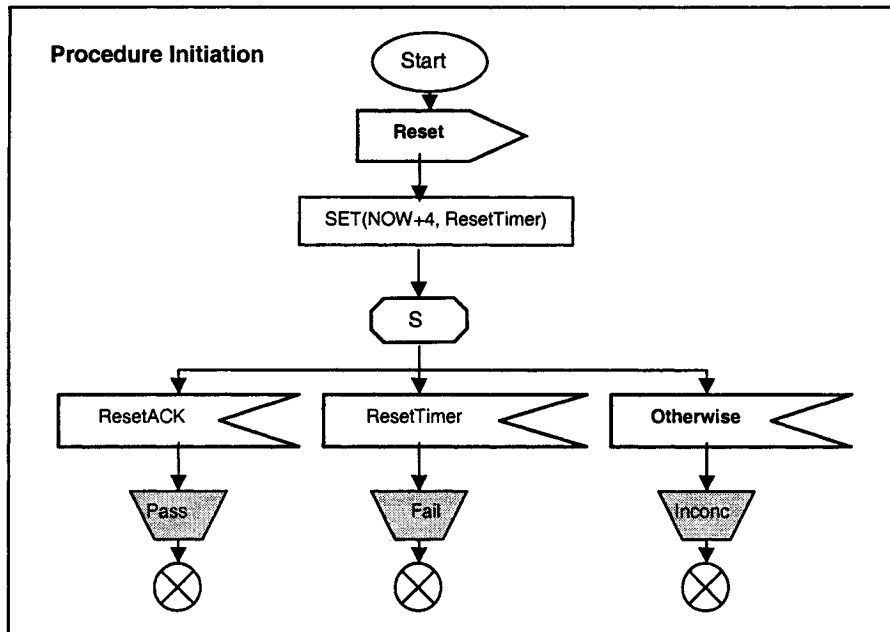 Procedure Initiation
Start
Reset
SET(NOW+4, ResetTimer)
S
ResetACK
ResetTimer
Otherwise
Pass
Fail
Inconc